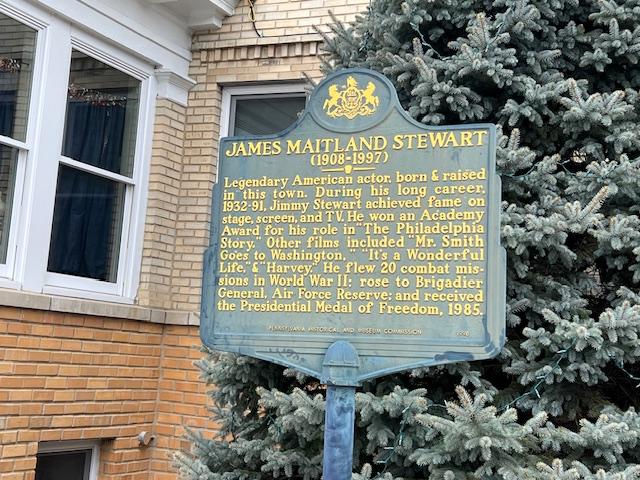 JAMES MAITLAND STEWART
(1908-1997)
Legendary American actor, born & raised
in this town. During his long career,
1932-91, Jimmy Stewart achieved fame on
stage, screen, and TV. He won an Academy
Award for his role in "The Philadelphia
Story." Other films included "Mr. Smith
Goes to Washington," "It's a Wonderful
Life," & "Harvey." He flew 20 combat mis-
sions in World War II; rose to Brigadier
General, Air Force Reserve; and received
the Presidential Medal of Freedom, 1985.
PENNSYLVANIA HISTORICAL AND MUSEUM COMMISSION